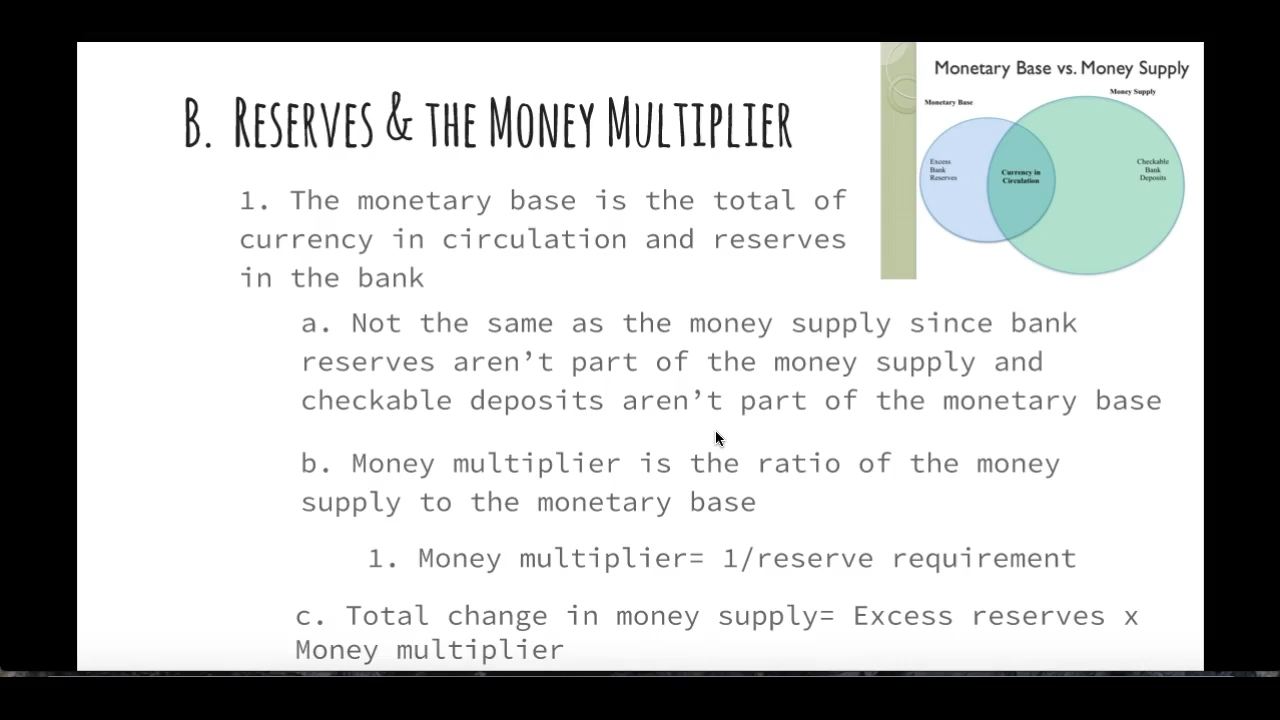 B. Reserves & the Money Multiplier
1. The monetary base is the total of
currency in circulation and reserves
in the bank
a. Not the same as the money supply since bank
reserves aren’t part of the money supply and
checkable deposits aren’t part of the monetary base
b. Money multiplier is the ratio of the money
supply to the monetary base
1. Money multiplier= 1/reserve requirement
c. Total change in money supply= Excess reserves x
Money multiplier
Monetary Base vs. Money Supply
Money Supply
Monetary Base
Excess
Bank
Reserves
Currency in
Circulation
Checkable
Bank
Deposits